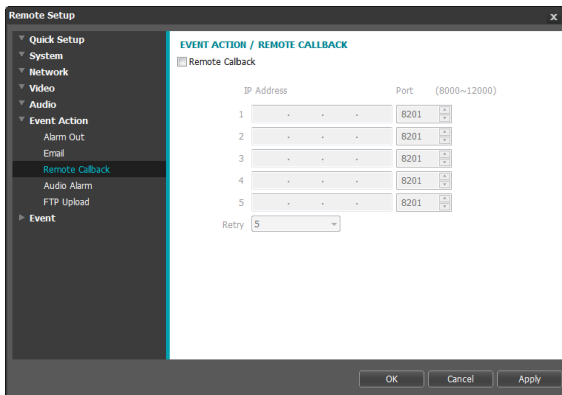 Remote Setup x
Quick Setup
System
Network
Video
Audio
Event Action
Alarm Out
Email
Remote Callback
Audio Alarm
FTP Upload
Event
EVENT ACTION / REMOTE CALLBACK
Remote Callback
IP Address Port (8000~12000)
1 . . . 8201
2 . . . 8201
3 . . . 8201
4 . . . 8201
5 . . . 8201
Retry 5
OK Cancel Apply